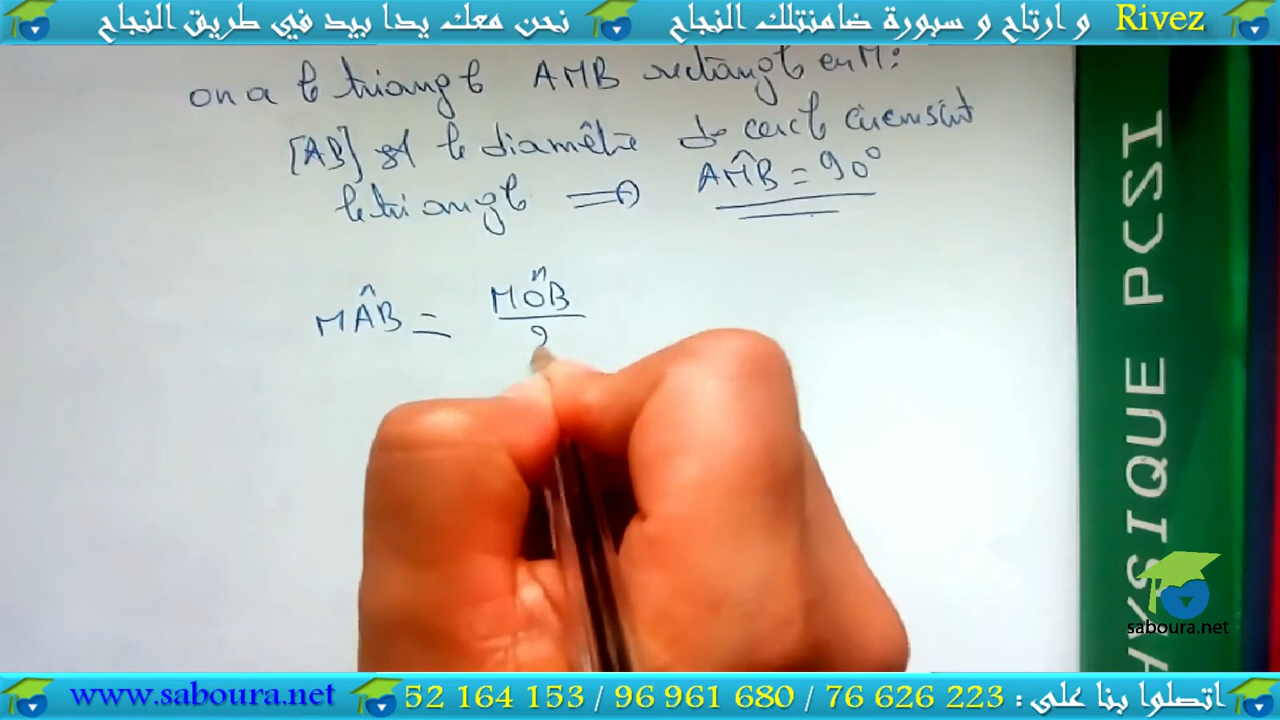 نحن معك يدا بيد في طريق النجاح و ارتاح و سبورة ضامنتلك النجاح Rivez
on a le triangle AMB rectangle en M :
[AB] est le diamètre de cercle circonscrit
le triangle ⟹ AM̂B = 90°
MÂB = MÔB / 2
PHYSIQUE PCSI
saboura.net
www.saboura.net 52 164 153 / 96 961 680 / 76 626 223 : اتصلوا بنا على